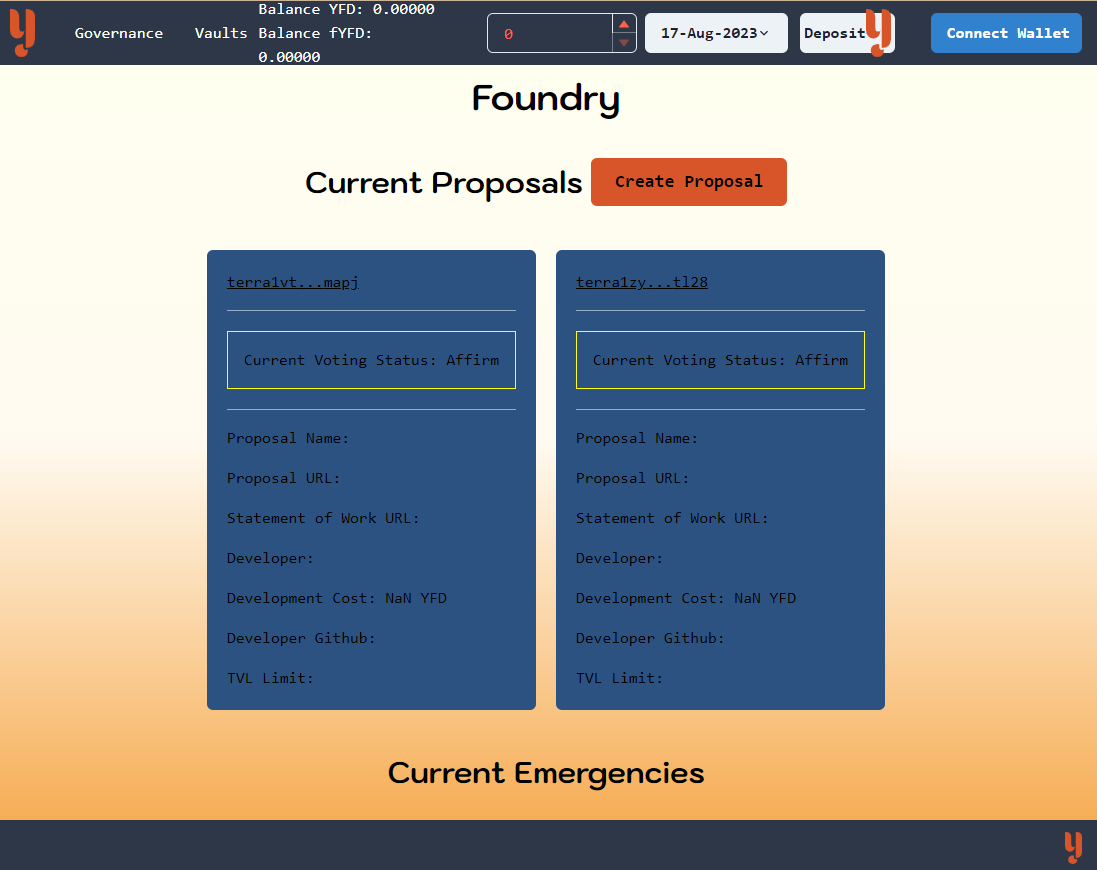 Governance
Vaults
Balance YFD: 0.00000
Balance fYFD:
0.00000
0
17-Aug-2023
Deposit
Connect Wallet
Foundry
Current Proposals
Create Proposal
terra1vt...mapj
Current Voting Status: Affirm
Proposal Name:
Proposal URL:
Statement of Work URL:
Developer:
Development Cost: NaN YFD
Developer Github:
TVL Limit:
terra1zy...tl28
Current Voting Status: Affirm
Proposal Name:
Proposal URL:
Statement of Work URL:
Developer:
Development Cost: NaN YFD
Developer Github:
TVL Limit:
Current Emergencies